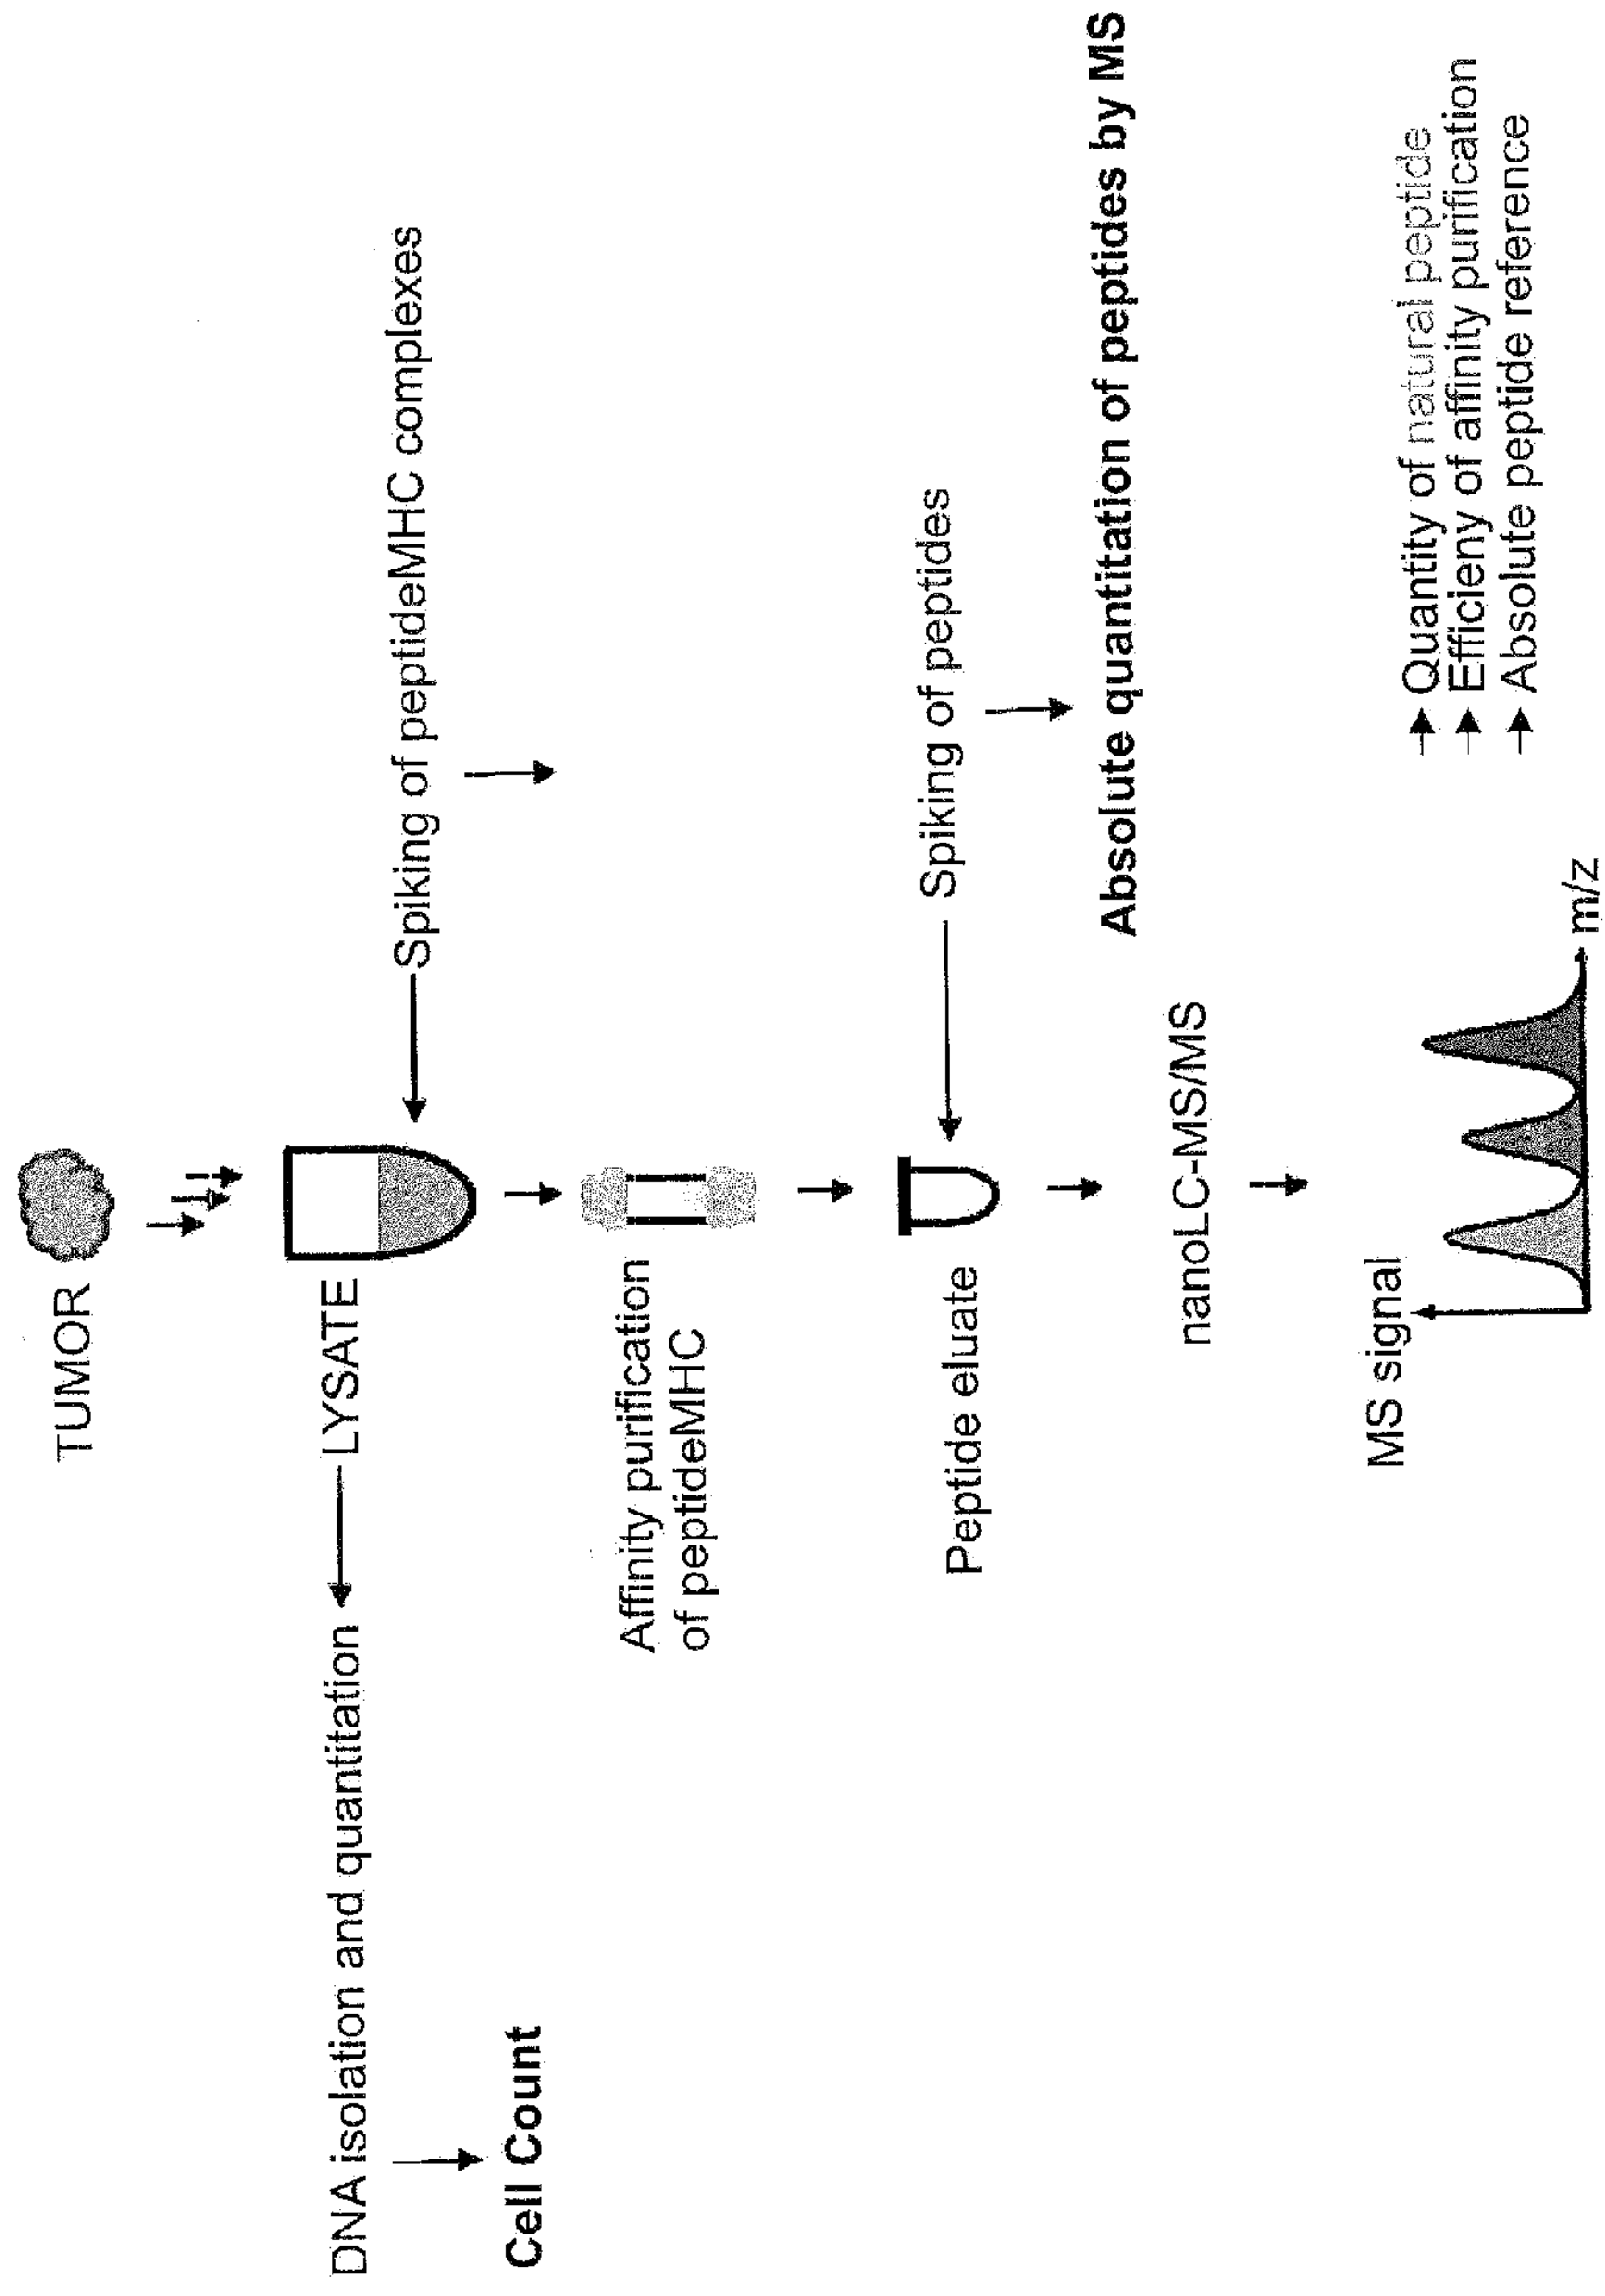 TUMOR
DNA isolation and quantitation
LYSATE
Spiking of peptideMHC complexes
Cell Count
Affinity purification
of peptideMHC
Peptide eluate
Spiking of peptides
Absolute quantitation of peptides by MS
nanoLC-MS/MS
MS signal
m/z
Quantity of natural peptide
Efficieny of affinity purification
Absolute peptide reference